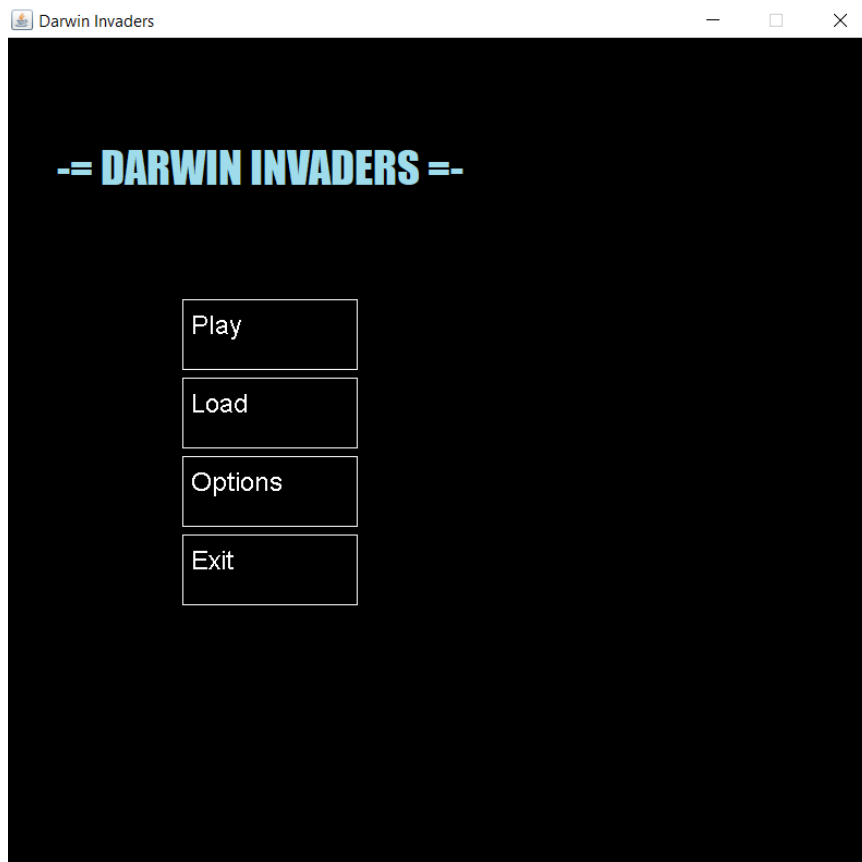 Darwin Invaders
-= DARWIN INVADERS =-
Play
Load
Options
Exit